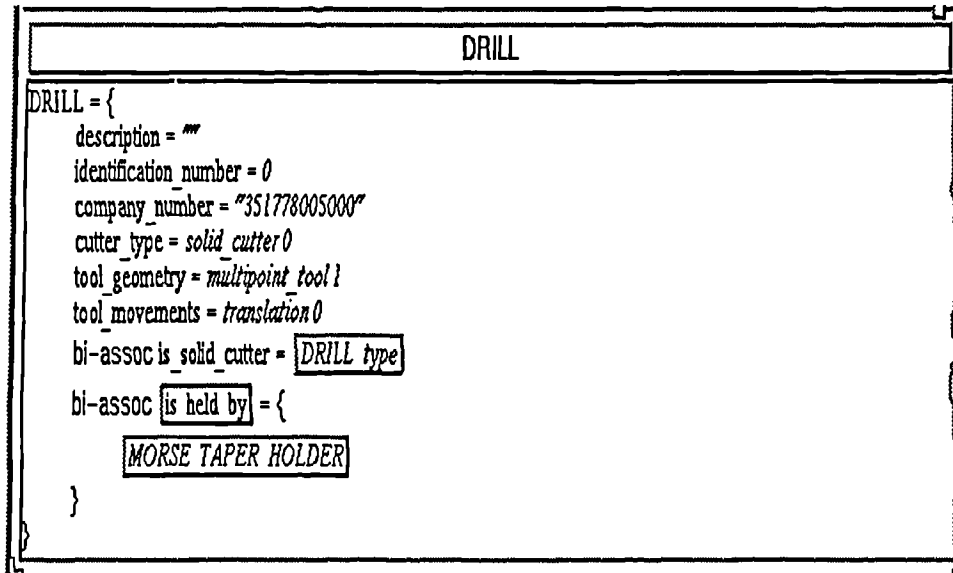 DRILL
DRILL = {
description = ""
identification_number = 0
company_number = "351778005000"
cutter_type = solid_cutter 0
tool_geometry = multipoint_tool 1
tool_movements = translation 0
bi-assoc is_solid_cutter = DRILL type
bi-assoc is held by = {
MORSE TAPER HOLDER
}
}